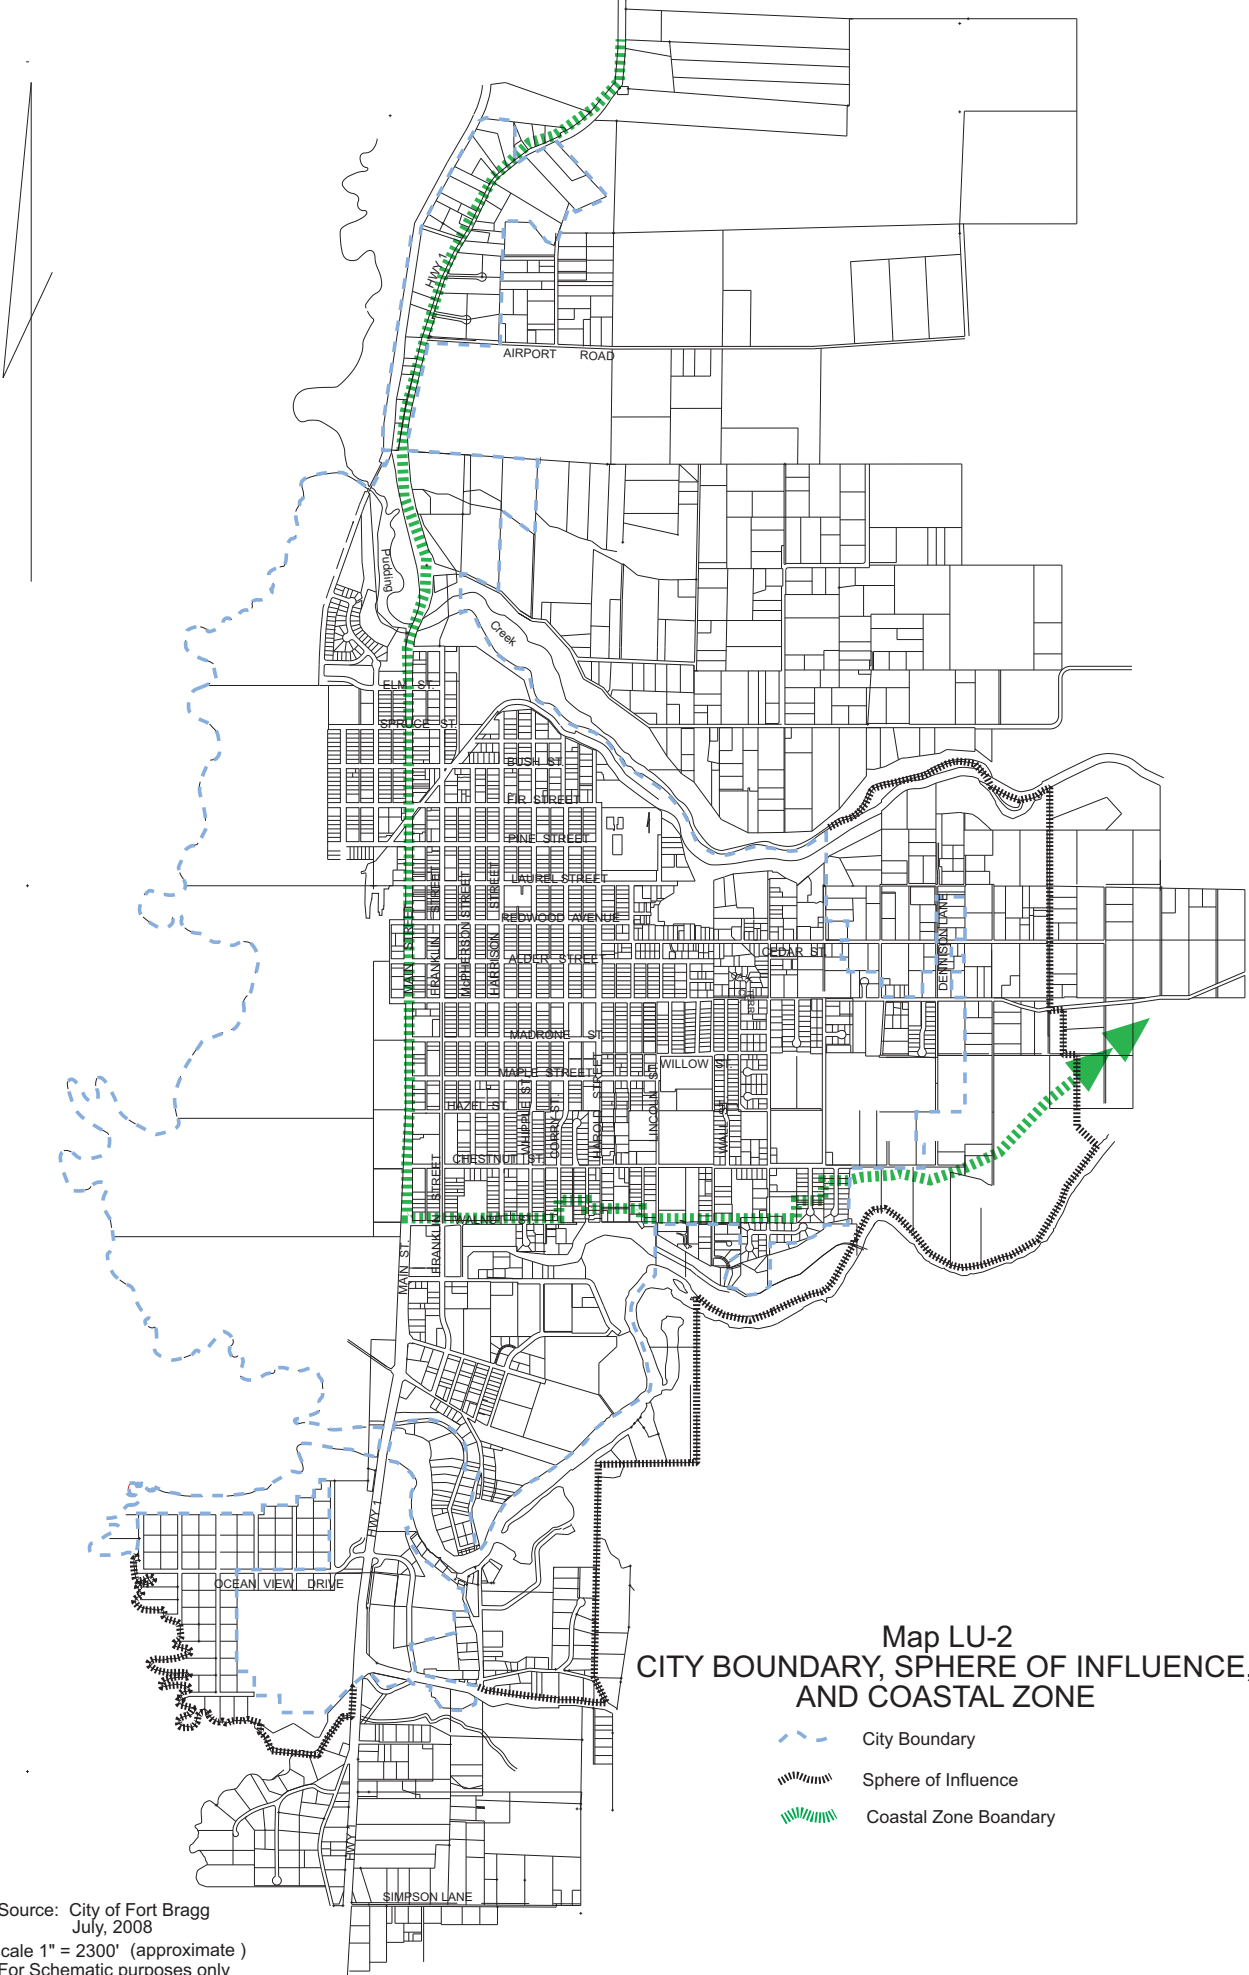 HWY 1
AIRPORT ROAD
Pudding
Creek
ELM ST.
SPRUCE ST.
BUSH ST.
FIR STREET
PINE STREET
LAUREL STREET
REDWOOD AVENUE
CEDAR ST.
ALDER STREET
MAIN STREET
FRANKLIN STREET
McPHERSON STREET
HARRISON STREET
DENNISON LANE
MADRONE ST.
WILLOW ST.
MAPLE STREET
HAZEL ST.
WHIPPLE ST.
CORRY ST.
HAROLD STREET
LINCOLN ST.
WALL ST.
CHESTNUT ST.
WALNUT ST.
FRANKLIN STREET
MAIN ST.
HWY 1
OCEAN VIEW DRIVE
Map LU-2
CITY BOUNDARY, SPHERE OF INFLUENCE,
AND COASTAL ZONE
City Boundary
Sphere of Influence
Coastal Zone Boundary
HWY 1
SIMPSON LANE
Source: City of Fort Bragg
July, 2008
cale 1" = 2300' (approximate )
For Schematic purposes only